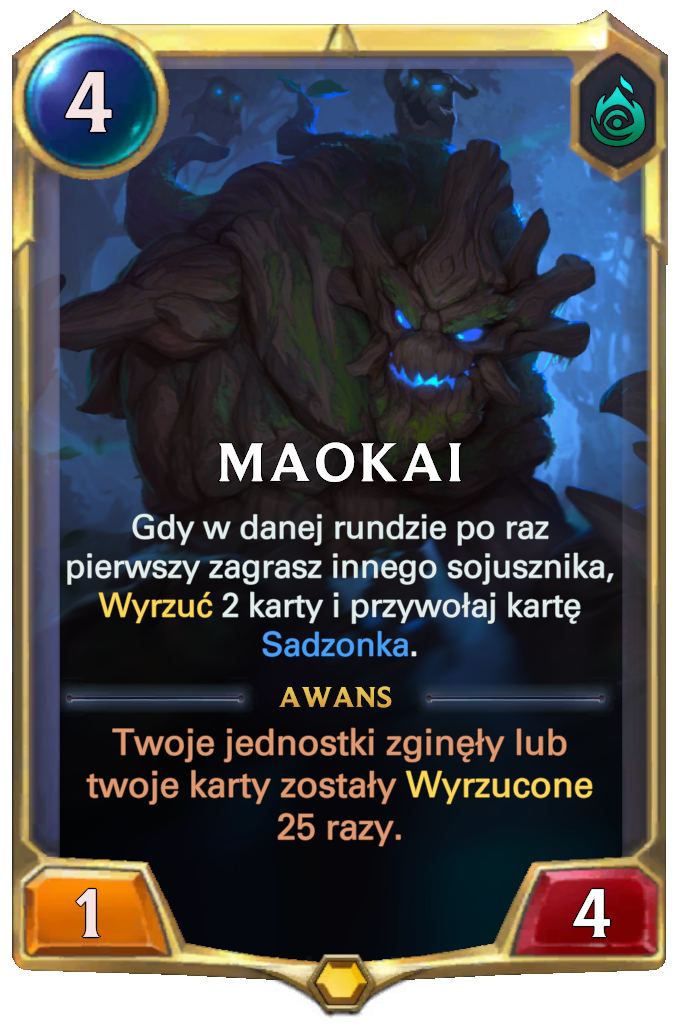 4
MAOKAI
Gdy w danej rundzie po raz
pierwszy zagrasz innego sojusznika,
Wyrzuć 2 karty i przywołaj kartę
Sadzonka.
AWANS
Twoje jednostki zginęły lub
twoje karty zostały Wyrzucone
25 razy.
1
4